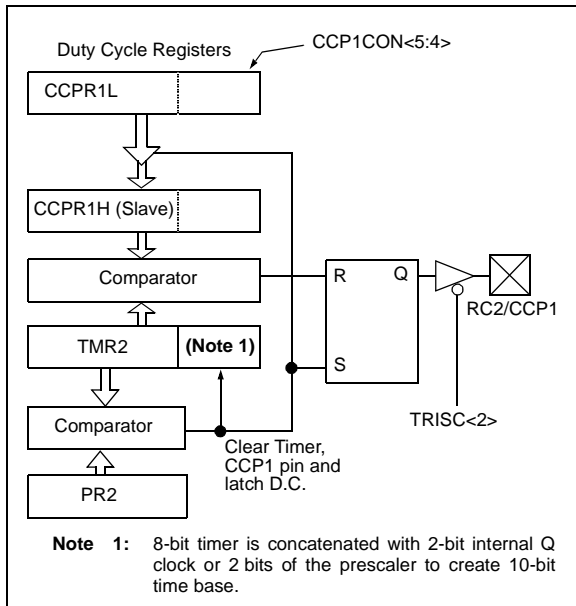 Duty Cycle Registers
CCP1CON<5:4>
CCPR1L
CCPR1H (Slave)
Comparator
R
Q
RC2/CCP1
TMR2
(Note 1)
S
TRISC<2>
Comparator
Clear Timer,
CCP1 pin and
latch D.C.
PR2
Note 1: 8-bit timer is concatenated with 2-bit internal Q
clock or 2 bits of the prescaler to create 10-bit
time base.